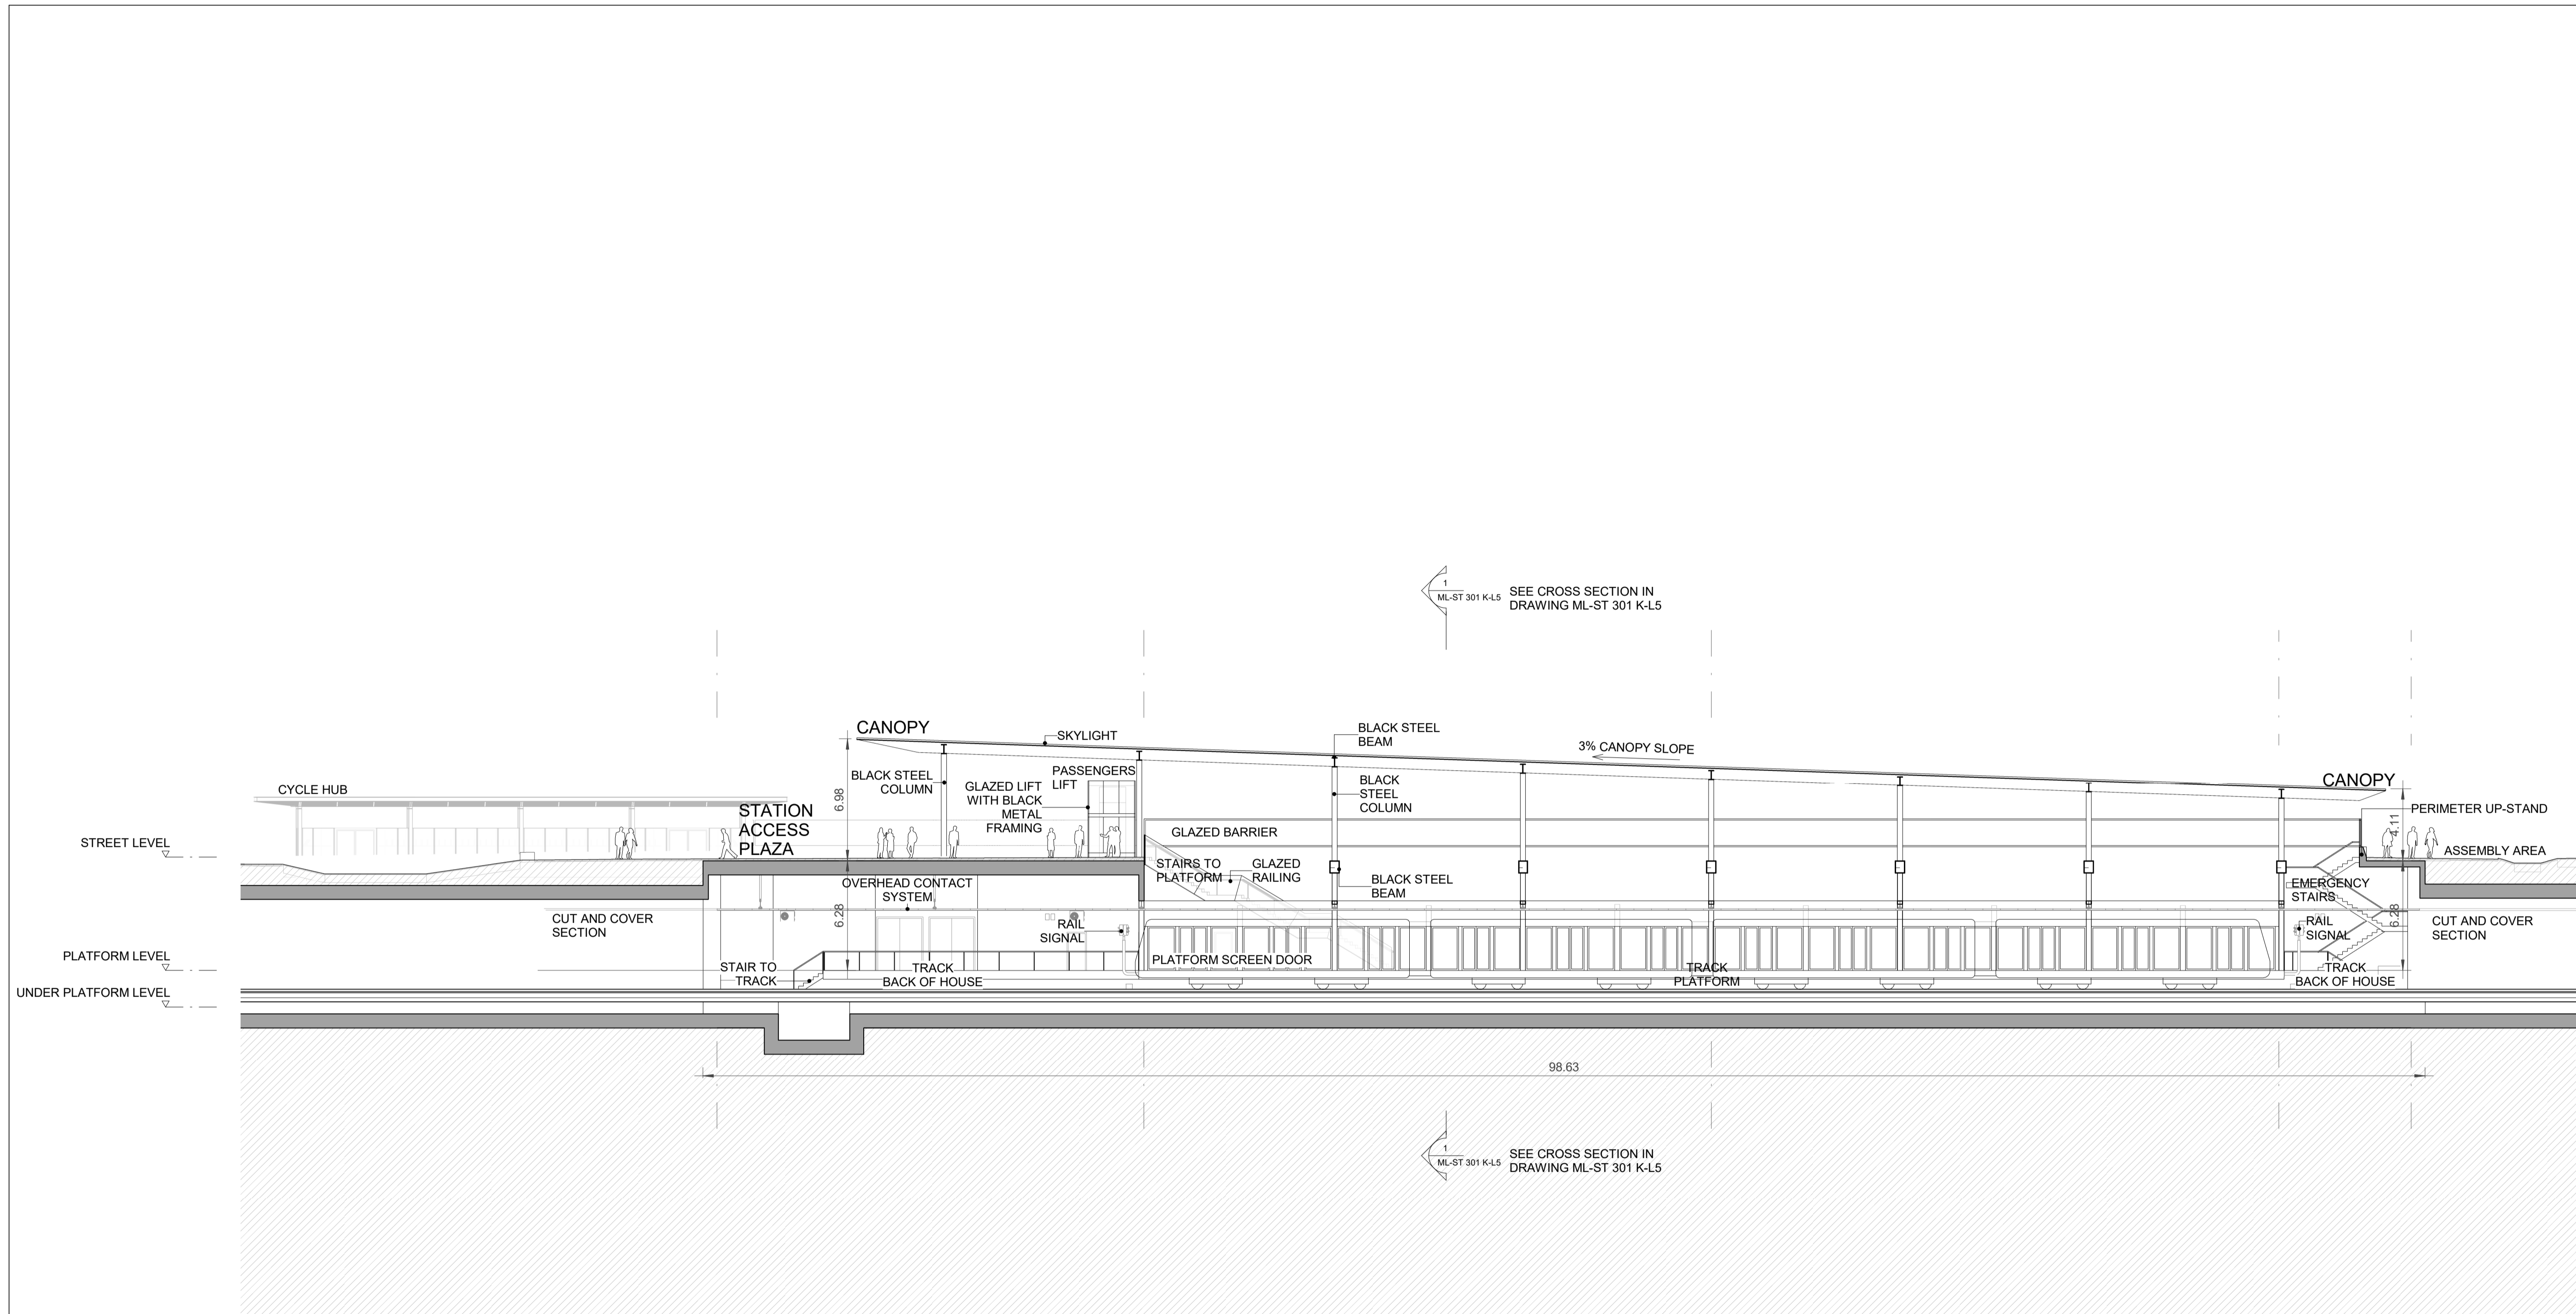 1
ML-ST 301 K-L5
SEE CROSS SECTION IN
DRAWING ML-ST 301 K-L5
CANOPY
SKYLIGHT
BLACK STEEL
BEAM
3% CANOPY SLOPE
BLACK STEEL
COLUMN
6.98
GLAZED LIFT
WITH BLACK
METAL
FRAMING
PASSENGERS
LIFT
BLACK
STEEL
COLUMN
CANOPY
CYCLE HUB
STATION
ACCESS
PLAZA
PERIMETER UP-STAND
4.11
GLAZED BARRIER
STREET LEVEL
ASSEMBLY AREA
STAIRS TO
PLATFORM
GLAZED
RAILING
BLACK STEEL
BEAM
OVERHEAD CONTACT
SYSTEM
EMERGENCY
STAIRS
6.28
6.28
CUT AND COVER
SECTION
RAIL
SIGNAL
RAIL
SIGNAL
CUT AND COVER
SECTION
PLATFORM LEVEL
PLATFORM SCREEN DOOR
STAIR TO
TRACK
TRACK
BACK OF HOUSE
TRACK
PLATFORM
TRACK
BACK OF HOUSE
UNDER PLATFORM LEVEL
98.63
1
ML-ST 301 K-L5
SEE CROSS SECTION IN
DRAWING ML-ST 301 K-L5